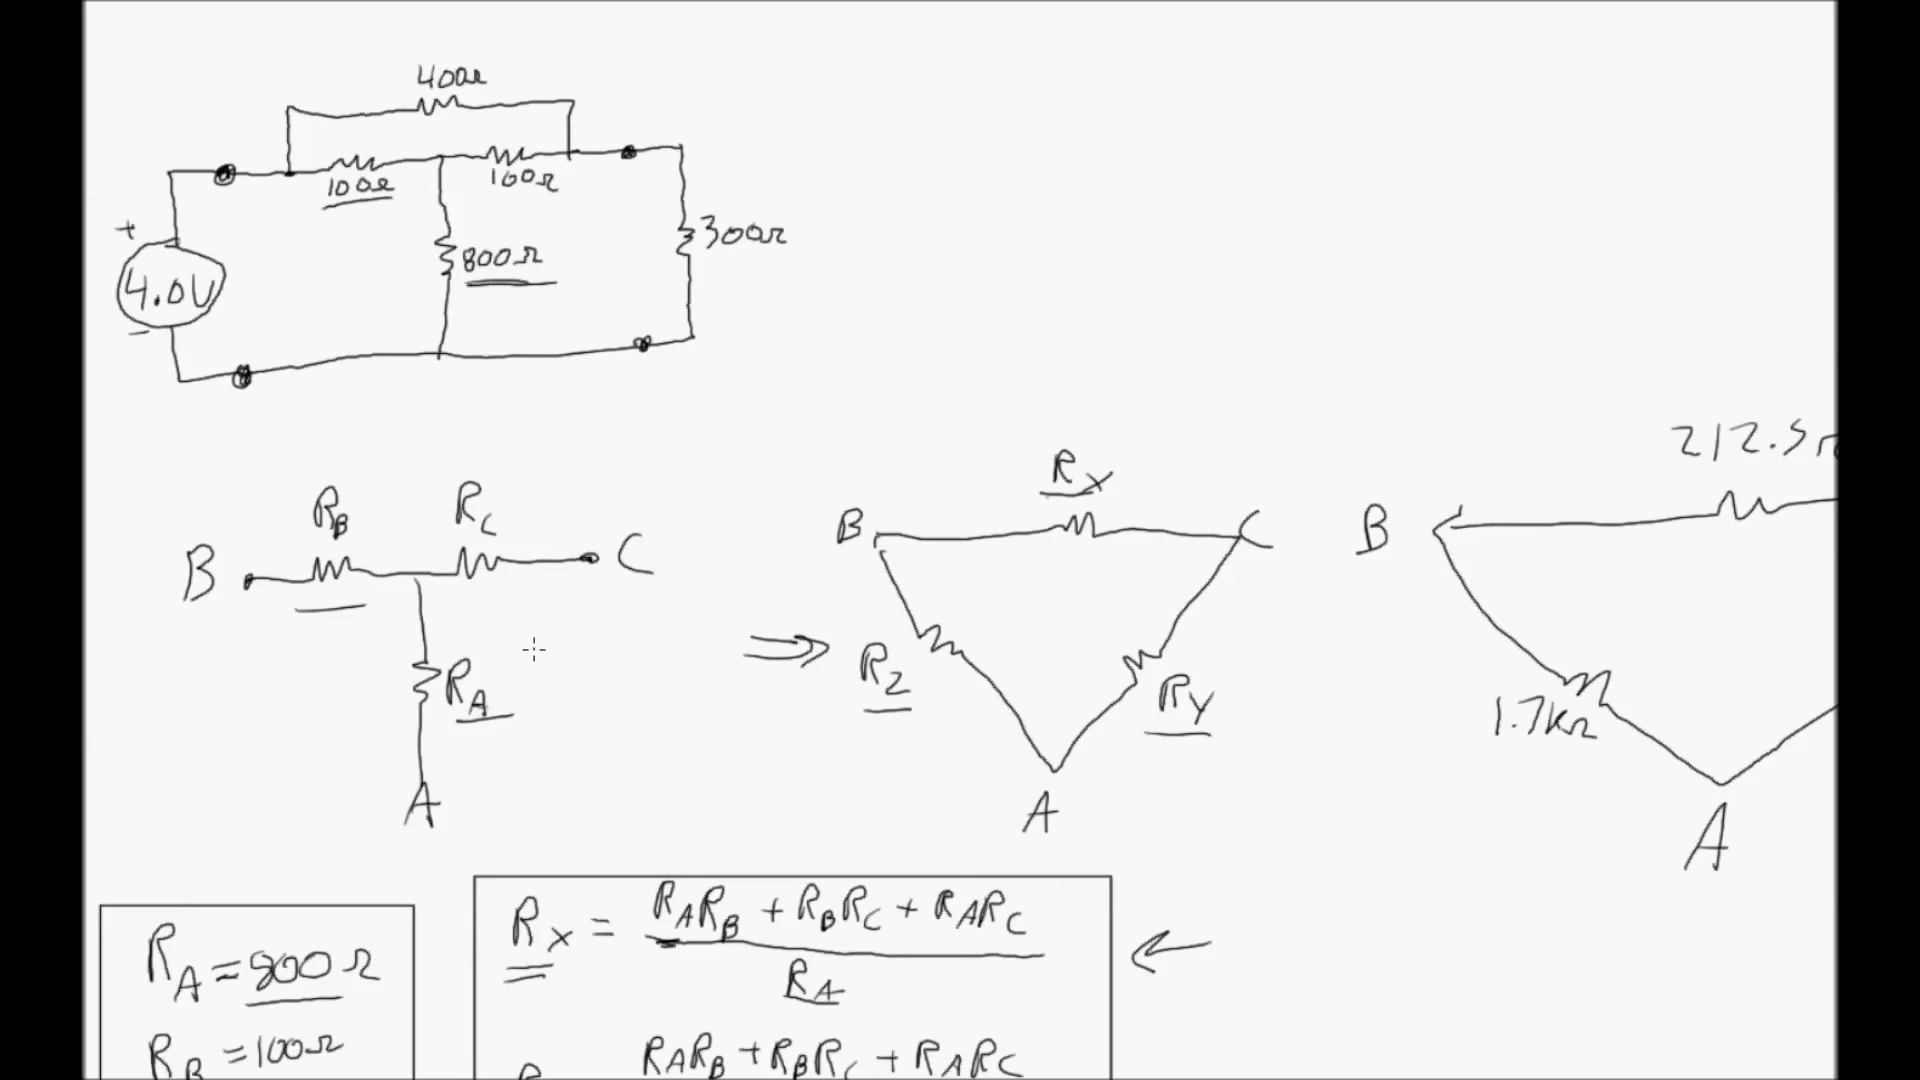 400Ω
100Ω
100Ω
+
4.0V
−
800Ω
300Ω
212.5
R_B
R_C
B
C
R_A
A
⇒
R_X
B
C
R_Z
R_Y
A
B
1.7kΩ
A
R_A = 800Ω
R_B = 100Ω
R_X = (R_A R_B + R_B R_C + R_A R_C) / R_A
←
R_A R_B + R_B R_C + R_A R_C